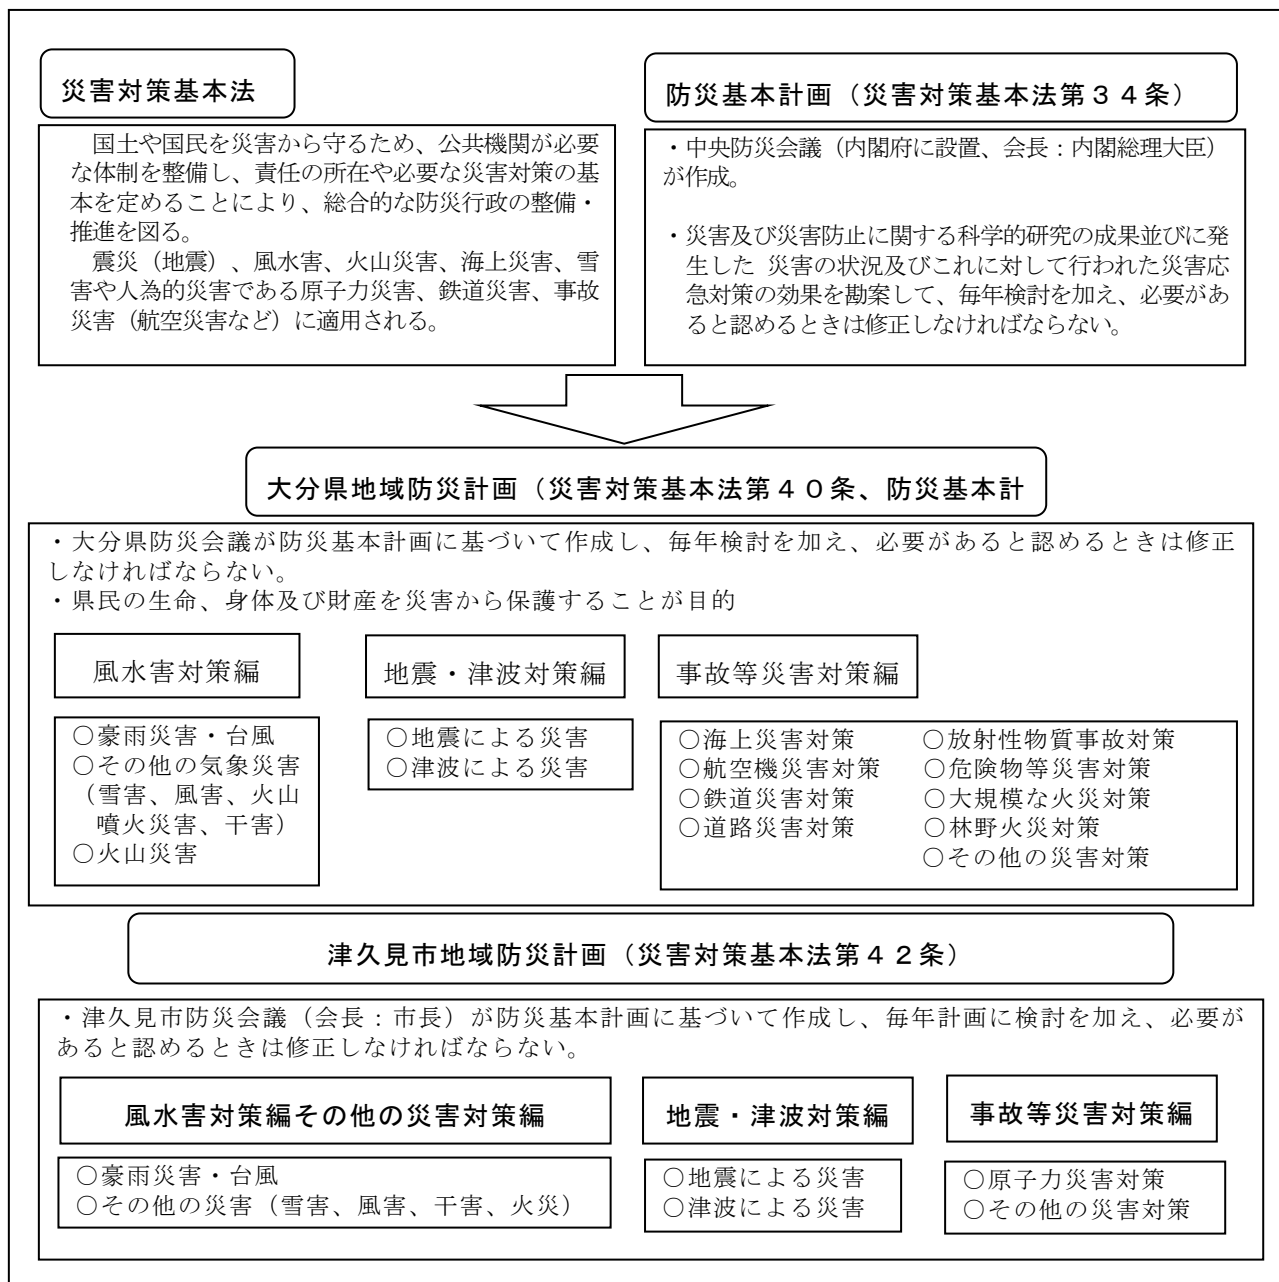 災害対策基本法
国土や国民を災害から守るため、公共機関が必要
な体制を整備し、責任の所在や必要な災害対策の基
本を定めることにより、総合的な防災行政の整備・
推進を図る。
震災（地震）、風水害、火山災害、海上災害、雪
害や人為的災害である原子力災害、鉄道災害、事故
災害（航空災害など）に適用される。
防災基本計画（災害対策基本法第３４条）
・中央防災会議（内閣府に設置、会長：内閣総理大臣）
が作成。
・災害及び災害防止に関する科学的研究の成果並びに発
生した 災害の状況及びこれに対して行われた災害応
急対策の効果を勘案して、毎年検討を加え、必要があ
ると認めるときは修正しなければならない。
大分県地域防災計画（災害対策基本法第４０条、防災基本計
・大分県防災会議が防災基本計画に基づいて作成し、毎年検討を加え、必要があると認めるときは修正
しなければならない。
・県民の生命、身体及び財産を災害から保護することが目的
風水害対策編
○豪雨災害・台風
○その他の気象災害
（雪害、風害、火山
噴火災害、干害）
○火山災害
地震・津波対策編
○地震による災害
○津波による災害
事故等災害対策編
○海上災害対策
○航空機災害対策
○鉄道災害対策
○道路災害対策
○放射性物質事故対策
○危険物等災害対策
○大規模な火災対策
○林野火災対策
○その他の災害対策
津久見市地域防災計画（災害対策基本法第４２条）
・津久見市防災会議（会長：市長）が防災基本計画に基づいて作成し、毎年計画に検討を加え、必要が
あると認めるときは修正しなければならない。
風水害対策編その他の災害対策編
○豪雨災害・台風
○その他の災害（雪害、風害、干害、火災）
地震・津波対策編
○地震による災害
○津波による災害
事故等災害対策編
○原子力災害対策
○その他の災害対策